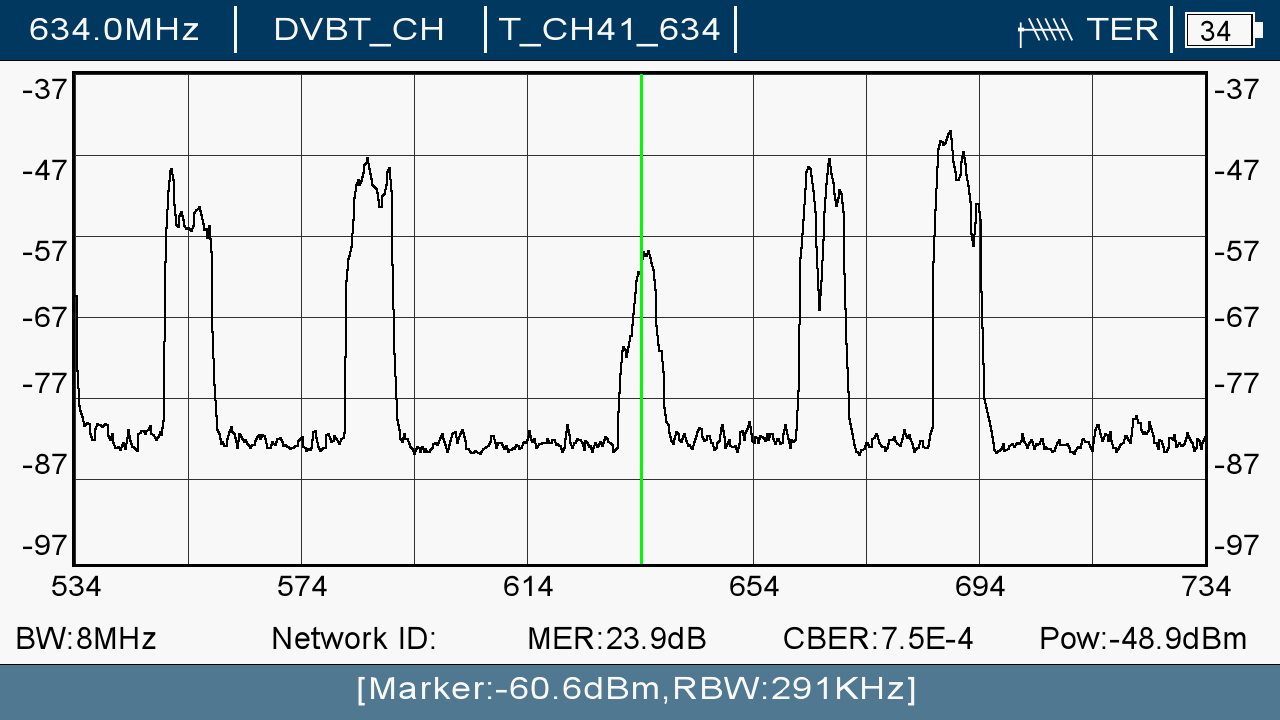 634.0MHz DVBT_CH T_CH41_634 TER 34
-37 -37
-47 -47
-57 -57
-67 -67
-77 -77
-87 -87
-97 -97
534 574 614 654 694 734
BW:8MHz Network ID: MER:23.9dB CBER:7.5E-4 Pow:-48.9dBm
[Marker:-60.6dBm,RBW:291KHz]